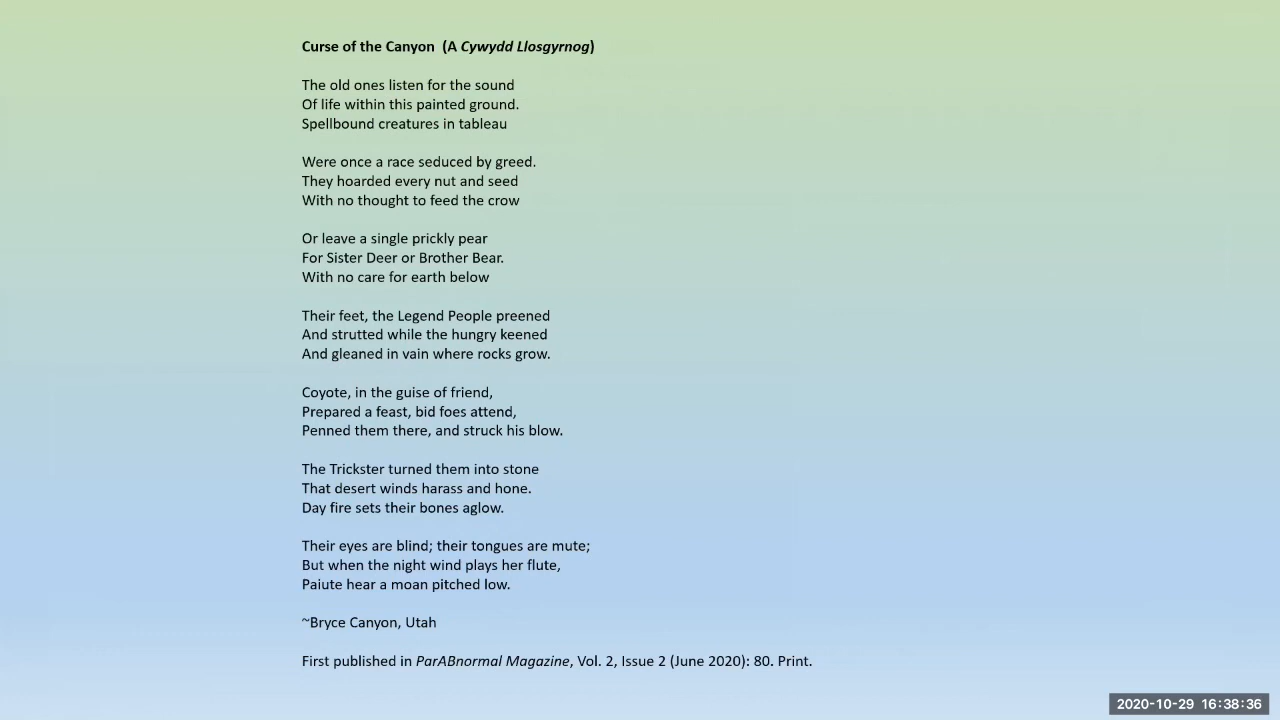 Curse of the Canyon (A Cywydd Llosgyrnog)
The old ones listen for the sound
Of life within this painted ground.
Spellbound creatures in tableau
Were once a race seduced by greed.
They hoarded every nut and seed
With no thought to feed the crow
Or leave a single prickly pear
For Sister Deer or Brother Bear.
With no care for earth below
Their feet, the Legend People preened
And strutted while the hungry keened
And gleaned in vain where rocks grow.
Coyote, in the guise of friend,
Prepared a feast, bid foes attend,
Penned them there, and struck his blow.
The Trickster turned them into stone
That desert winds harass and hone.
Day fire sets their bones aglow.
Their eyes are blind; their tongues are mute;
But when the night wind plays her flute,
Paiute hear a moan pitched low.
~Bryce Canyon, Utah
First published in ParABnormal Magazine, Vol. 2, Issue 2 (June 2020): 80. Print.
2020-10-29 16:38:36